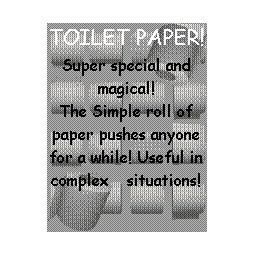 TOILET PAPER!
Super special and
magical!
The Simple roll of
paper pushes anyone
for a while! Useful in
complex situations!